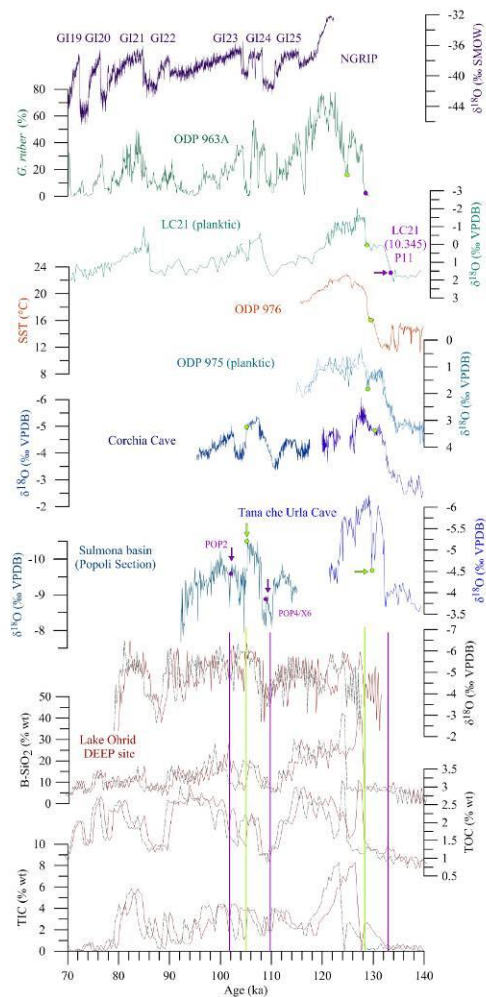 GI19 GI20 GI21 GI22 GI23 GI24 GI25
NGRIP
-32
-36
-40
-44
δ¹⁸O (‰ SMOW)
80
60
40
20
0
G. ruber (%)
ODP 963A
-3
-2
-1
0
1
2
3
δ¹⁸O (‰ VPDB)
LC21 (planktic)
LC21
(10.345)
P11
24
20
16
12
8
SST (°C)
ODP 976
0
1
2
3
4
δ¹⁸O (‰ VPDB)
ODP 975 (planktic)
-6
-5
-4
-3
-2
δ¹⁸O (‰ VPDB)
Corchia Cave
Tana che Urla Cave
-6
-5.5
-5
-4.5
-4
-3.5
δ¹⁸O (‰ VPDB)
Sulmona basin
(Popoli Section)
POP2
POP4/X6
-10
-9
-8
δ¹⁸O (‰ VPDB)
-7
-6
-5
-4
-3
-2
δ¹⁸O (‰ VPDB)
Lake Ohrid
DEEP site
50
40
30
20
10
0
B-SiO₂ (% wt)
3.5
3
2.5
2
1.5
1
0.5
TOC (% wt)
10
8
6
4
2
0
TIC (% wt)
70 80 90 100 110 120 130 140
Age (ka)